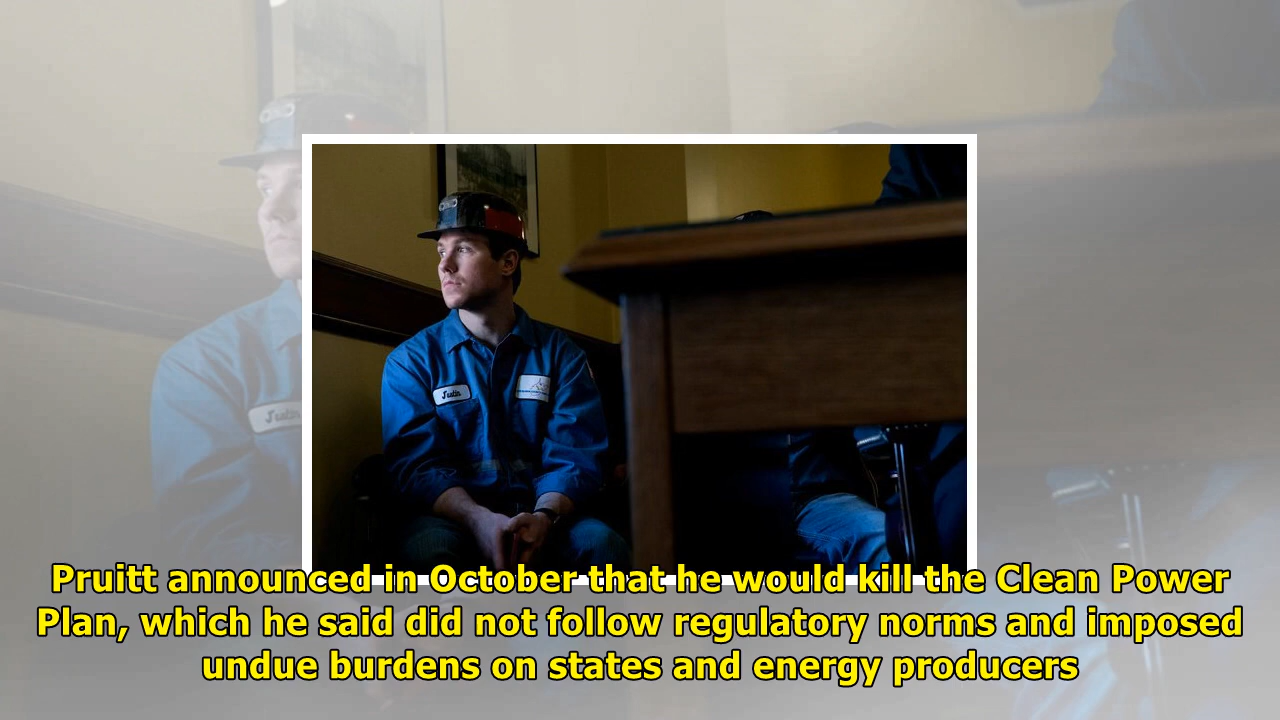 Justin
Justin
Pruitt announced in October that he would kill the Clean Power
Plan, which he said did not follow regulatory norms and imposed
undue burdens on states and energy producers